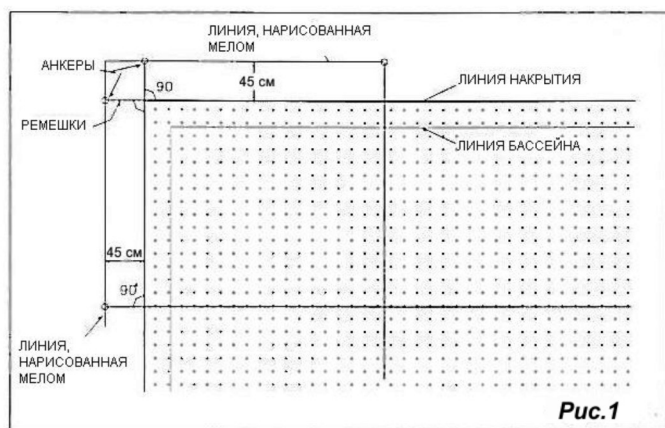 ЛИНИЯ, НАРИСОВАННАЯ
МЕЛОМ
АНКЕРЫ
90
45 см
ЛИНИЯ НАКРЫТИЯ
РЕМЕШКИ
ЛИНИЯ БАССЕЙНА
45 см
90°
ЛИНИЯ,
НАРИСОВАННАЯ
МЕЛОМ
Рис.1